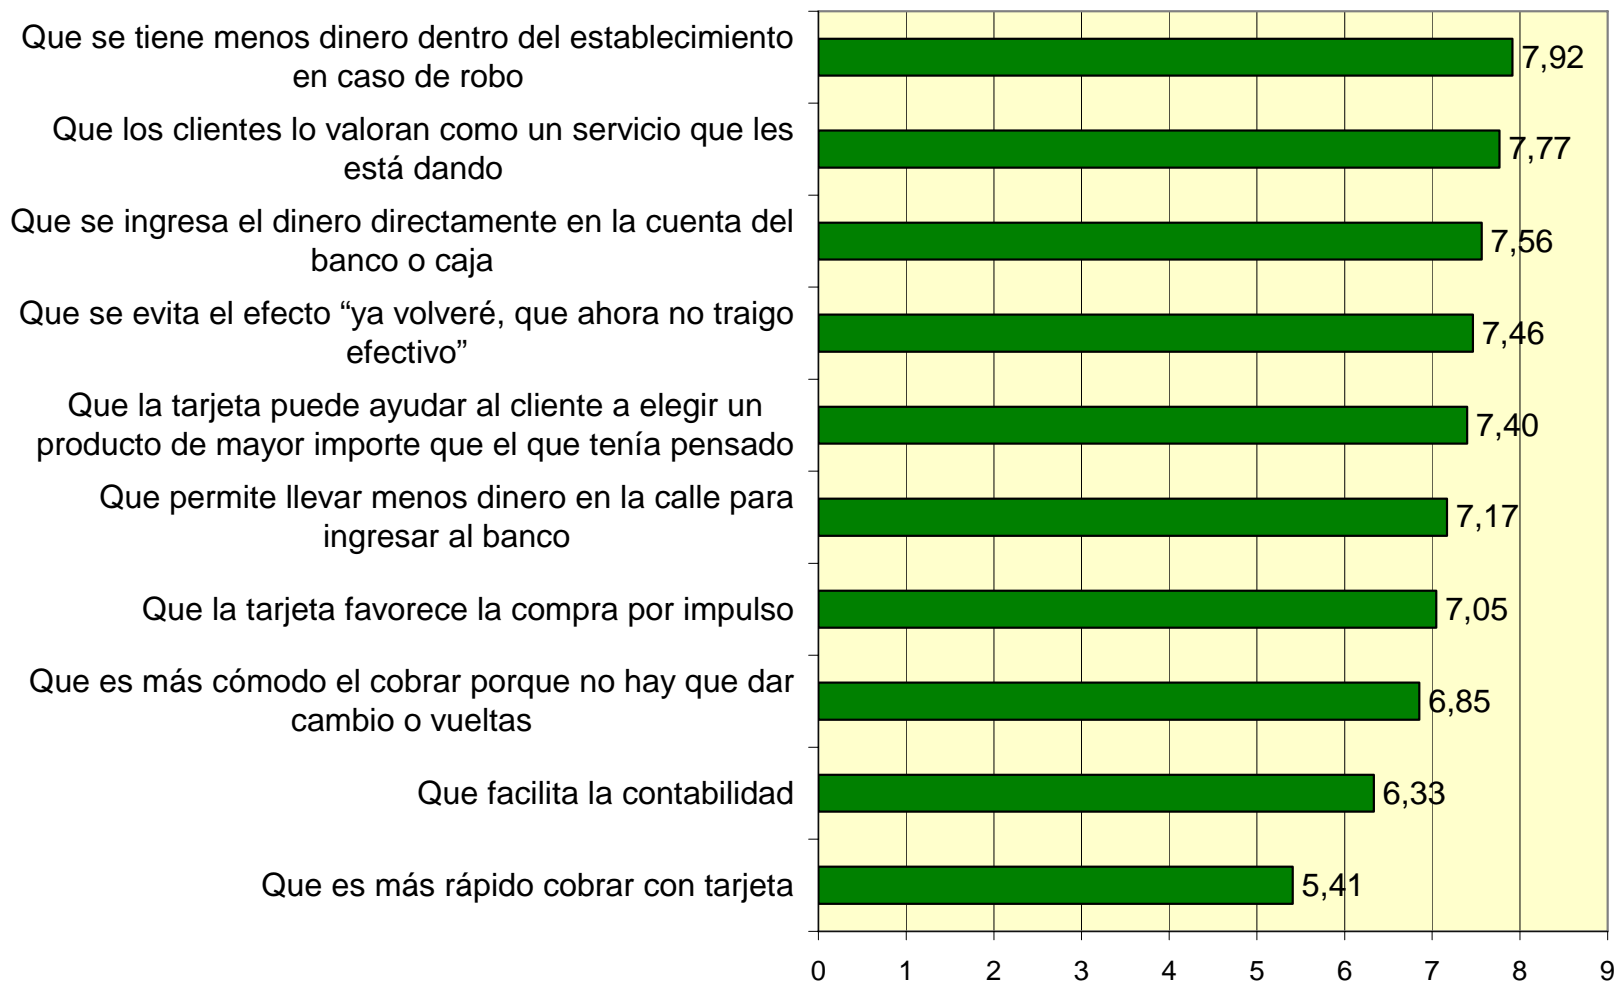 Que se tiene menos dinero dentro del establecimiento
en caso de robo
7,92
Que los clientes lo valoran como un servicio que les
está dando
7,77
Que se ingresa el dinero directamente en la cuenta del
banco o caja
7,56
Que se evita el efecto “ya volveré, que ahora no traigo
efectivo”
7,46
Que la tarjeta puede ayudar al cliente a elegir un
producto de mayor importe que el que tenía pensado
7,40
Que permite llevar menos dinero en la calle para
ingresar al banco
7,17
Que la tarjeta favorece la compra por impulso
7,05
Que es más cómodo el cobrar porque no hay que dar
cambio o vueltas
6,85
Que facilita la contabilidad
6,33
Que es más rápido cobrar con tarjeta
5,41
0 1 2 3 4 5 6 7 8 9